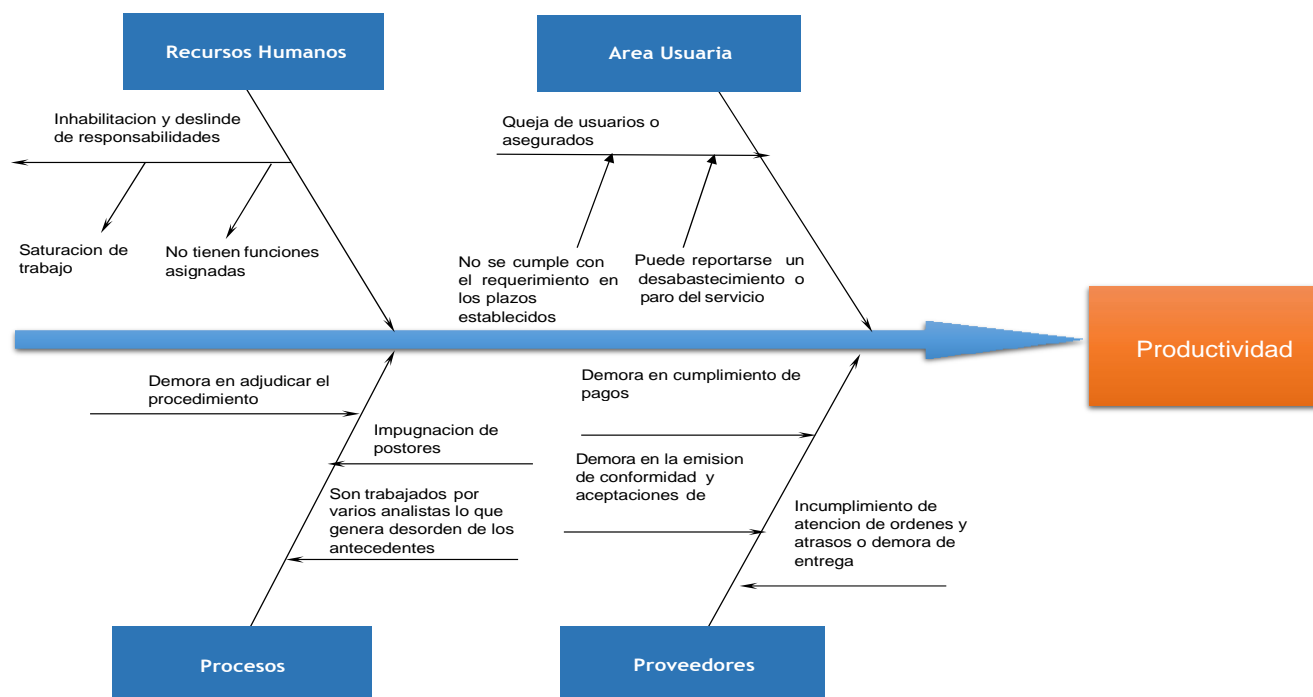 Recursos Humanos
Area Usuaria
Inhabilitacion y deslinde
de responsabilidades
Queja de usuarios o
asegurados
Saturacion de
trabajo
No tienen funciones
asignadas
No se cumple con
el requerimiento en
los plazos
establecidos
Puede reportarse un
desabastecimiento o
paro del servicio
Productividad
Demora en adjudicar el
procedimiento
Impugnacion de
postores
Son trabajados por
varios analistas lo que
genera desorden de los
antecedentes
Demora en cumplimiento de
pagos
Demora en la emision
de conformidad y
aceptaciones de
Incumplimiento de
atencion de ordenes y
atrasos o demora de
entrega
Procesos
Proveedores